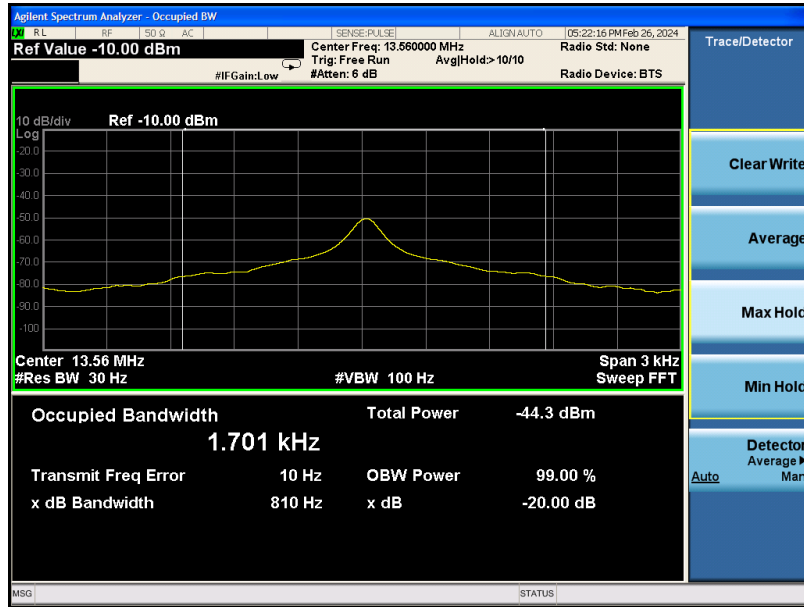 Agilent Spectrum Analyzer - Occupied BW
LXI RL RF 50 Ω AC SENSE:PULSE ALIGN AUTO 05:22:16 PM Feb 26, 2024
Ref Value -10.00 dBm
Center Freq: 13.560000 MHz
Radio Std: None
Trig: Free Run Avg|Hold:>10/10
#IFGain:Low
#Atten: 6 dB
Radio Device: BTS
10 dB/div Ref -10.00 dBm
Log
-20.0
-30.0
-40.0
-50.0
-60.0
-70.0
-80.0
-90.0
-100
Center 13.56 MHz
Span 3 kHz
#Res BW 30 Hz
#VBW 100 Hz
Sweep FFT
Occupied Bandwidth
Total Power -44.3 dBm
1.701 kHz
Transmit Freq Error 10 Hz
OBW Power 99.00 %
x dB Bandwidth 810 Hz
x dB -20.00 dB
MSG
STATUS
Trace/Detector
Clear Write
Average
Max Hold
Min Hold
Detector
Average
Auto Man